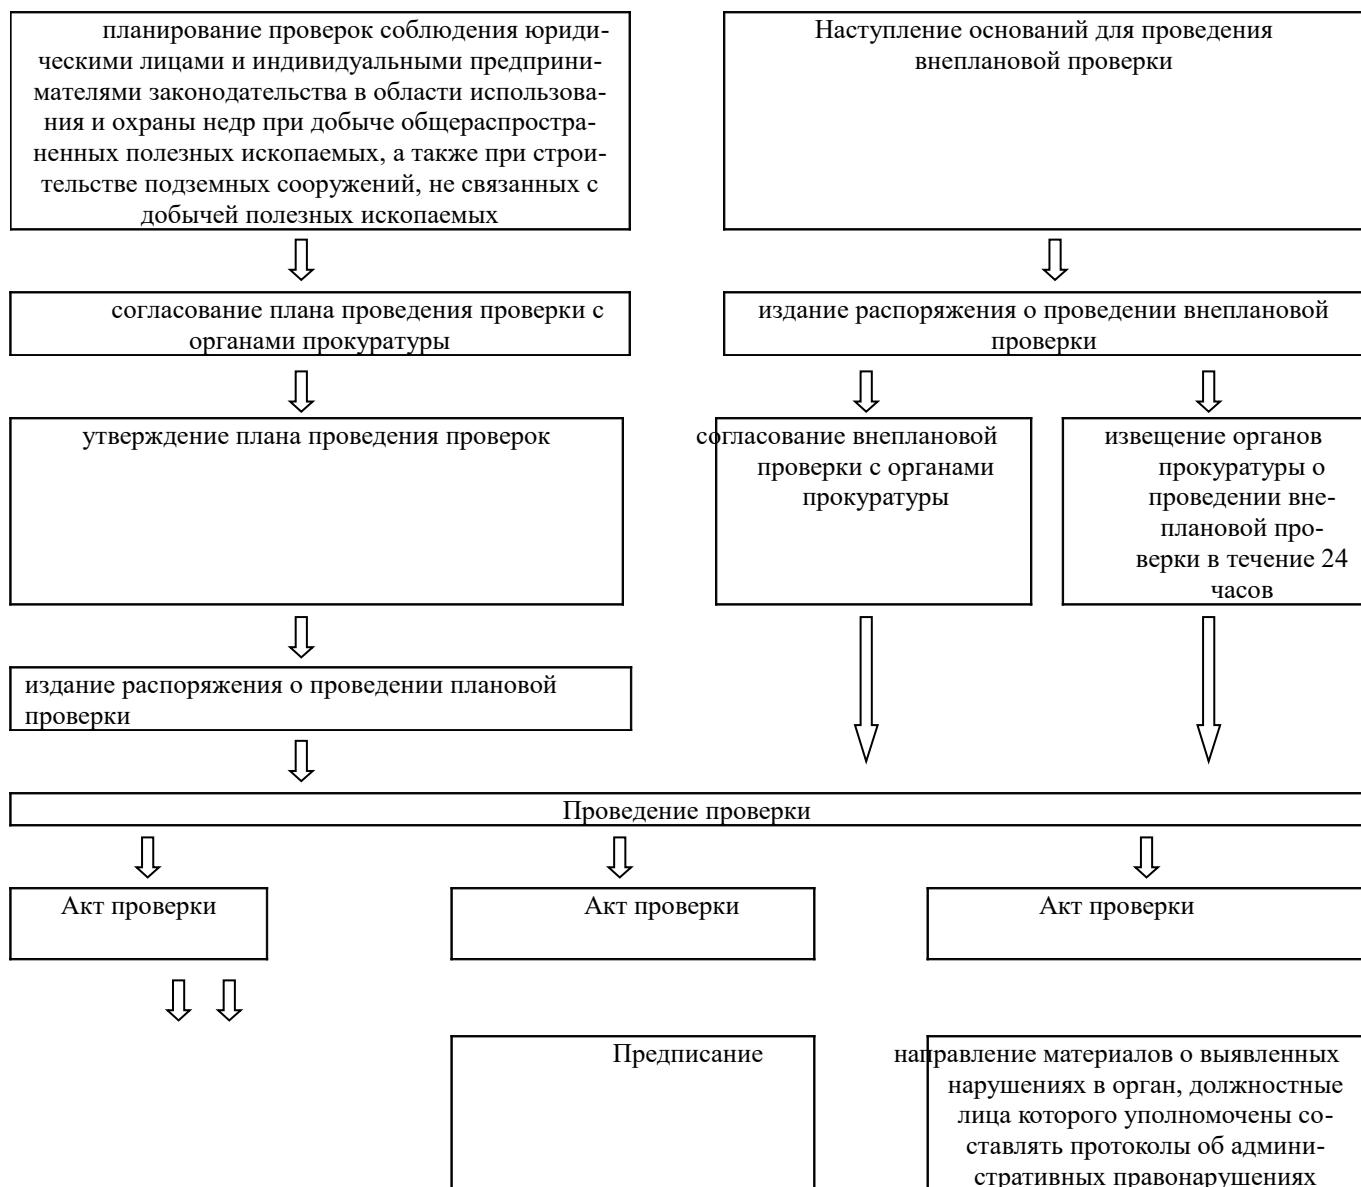 планирование проверок соблюдения юриди-
ческими лицами и индивидуальными предприни-
мателями законодательства в области использова-
ния и охраны недр при добыче общераспростра-
ненных полезных ископаемых, а также при строи-
тельстве подземных сооружений, не связанных с
добычей полезных ископаемых
Наступление оснований для проведения
внеплановой проверки
согласование плана проведения проверки с
органами прокуратуры
издание распоряжения о проведении внеплановой
проверки
утверждение плана проведения проверок
согласование внеплановой
проверки с органами
прокуратуры
извещение органов
прокуратуры о
проведении вне-
плановой про-
верки в течение 24
часов
издание распоряжения о проведении плановой
проверки
Проведение проверки
Акт проверки
Акт проверки
Акт проверки
Предписание
направление материалов о выявленных
нарушениях в орган, должностные
лица которого уполномочены со-
ставлять протоколы об админи-
стративных правонарушениях